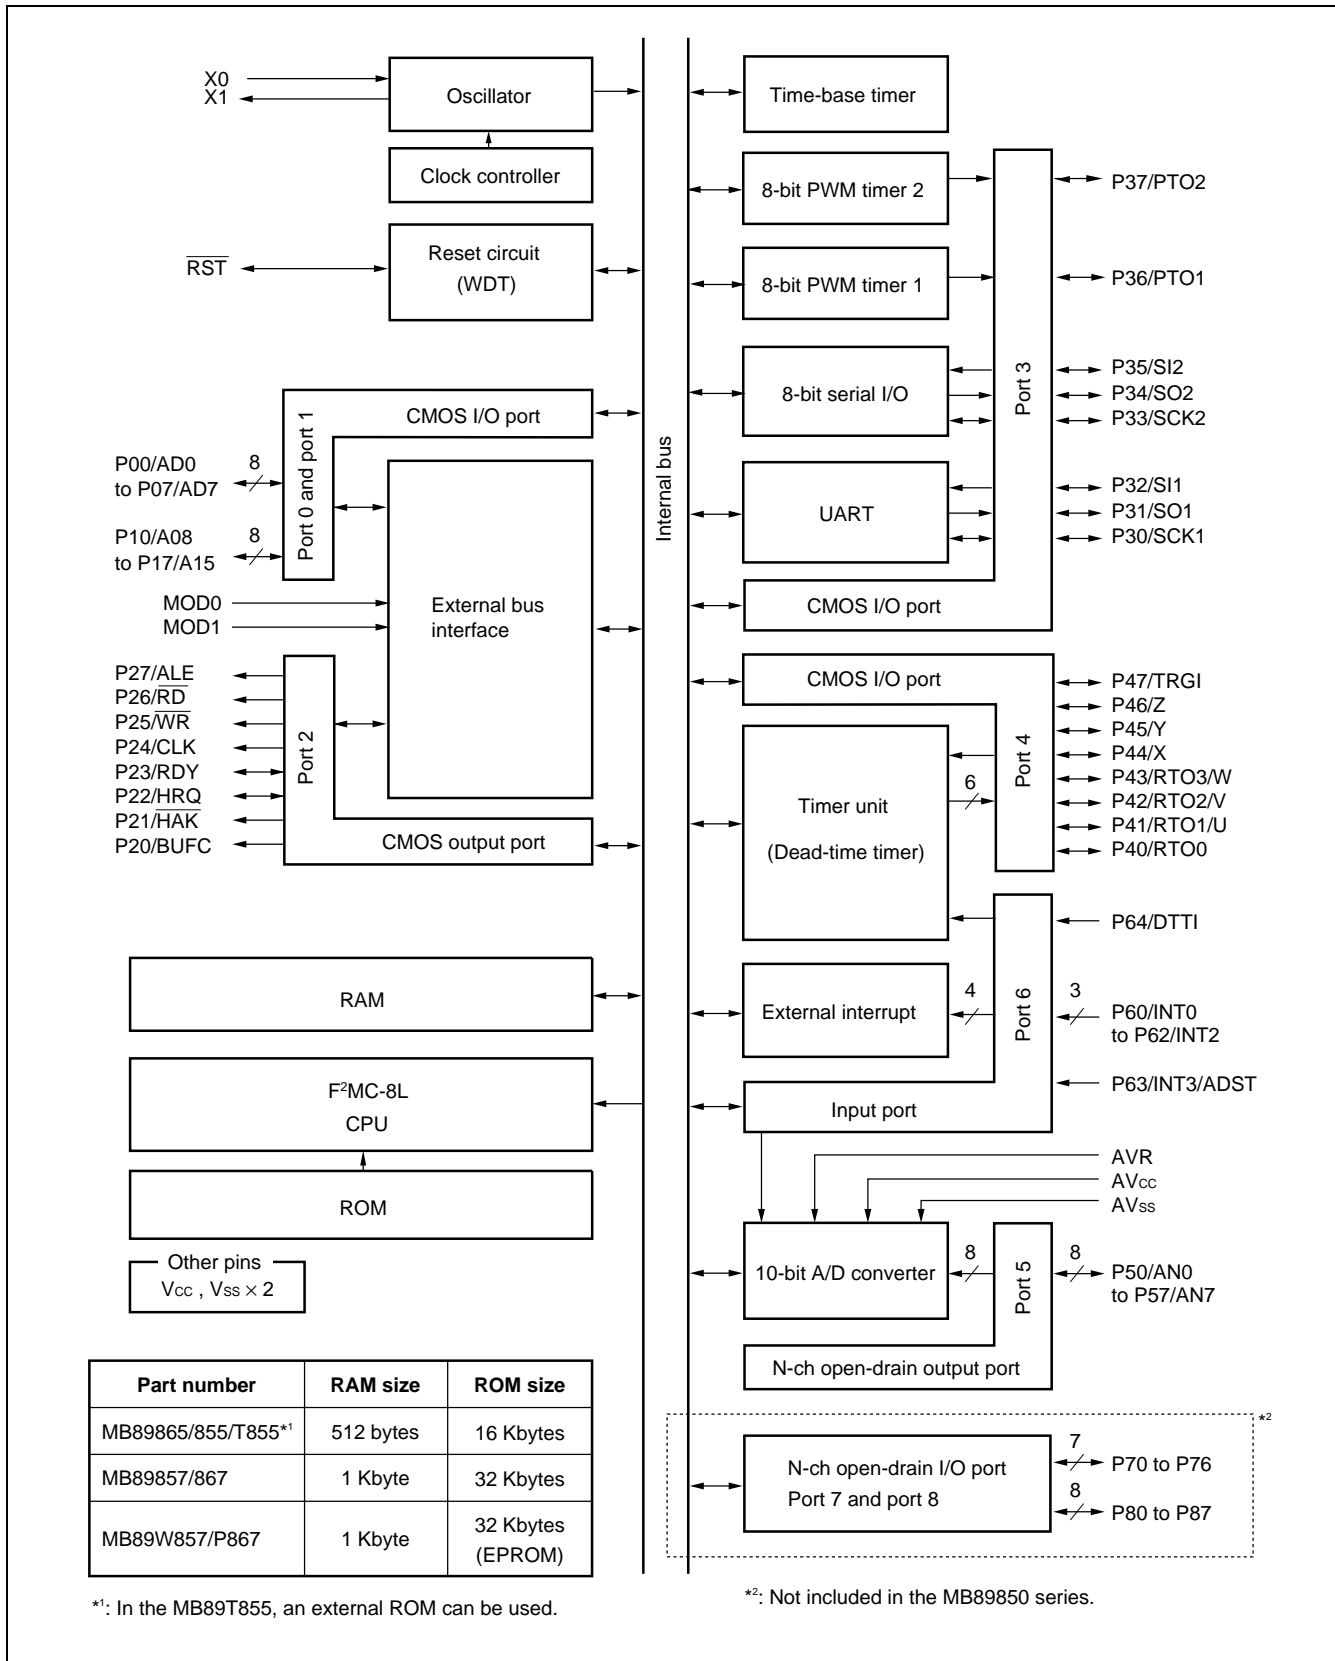 X0
X1
Oscillator
Clock controller
RST
Reset circuit
(WDT)
CMOS I/O port
Port 0 and port 1
P00/AD0
to P07/AD7
8
P10/A08
to P17/A15
8
MOD0
MOD1
External bus
interface
P27/ALE
P26/RD
P25/WR
P24/CLK
P23/RDY
P22/HRQ
P21/HAK
P20/BUFC
Port 2
CMOS output port
RAM
F²MC-8L
CPU
ROM
Other pins
Vcc , Vss × 2
Internal bus
Time-base timer
8-bit PWM timer 2
8-bit PWM timer 1
8-bit serial I/O
UART
CMOS I/O port
Port 3
P37/PTO2
P36/PTO1
P35/SI2
P34/SO2
P33/SCK2
P32/SI1
P31/SO1
P30/SCK1
CMOS I/O port
Port 4
Timer unit
(Dead-time timer)
6
P47/TRGI
P46/Z
P45/Y
P44/X
P43/RTO3/W
P42/RTO2/V
P41/RTO1/U
P40/RTO0
P64/DTTI
External interrupt
4
Port 6
3
P60/INT0
to P62/INT2
P63/INT3/ADST
Input port
AVR
AVcc
AVss
10-bit A/D converter
8
Port 5
8
P50/AN0
to P57/AN7
N-ch open-drain output port
*2
N-ch open-drain I/O port
Port 7 and port 8
7
P70 to P76
8
P80 to P87
Part number RAM size ROM size
MB89865/855/T855*1 512 bytes 16 Kbytes
MB89857/867 1 Kbyte 32 Kbytes
MB89W857/P867 1 Kbyte 32 Kbytes
(EPROM)
*1: In the MB89T855, an external ROM can be used.
*2: Not included in the MB89850 series.